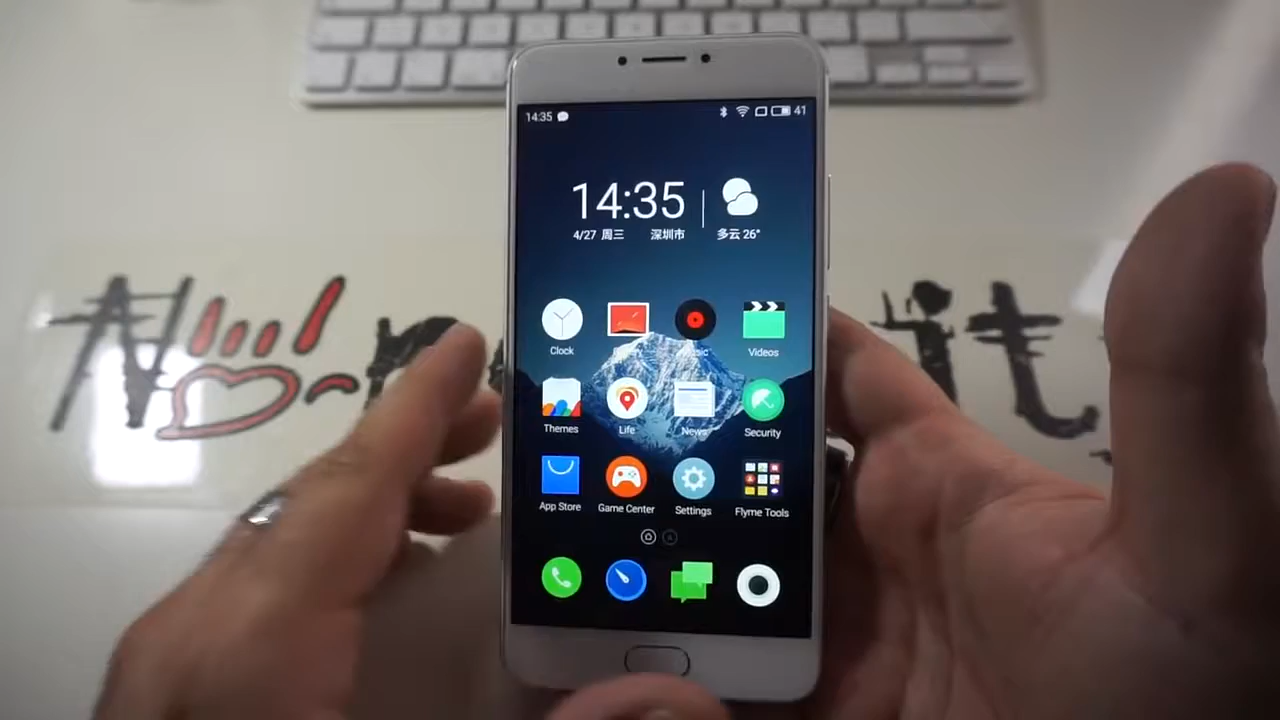 14:35
41
14:35
4/27 周三 深圳市 多云 26°
Clock
Videos
Themes Life News Security
App Store Game Center Settings Flyme Tools